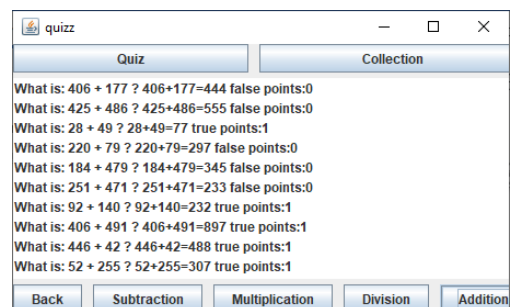 quizz
Quiz Collection
What is: 406 + 177 ? 406+177=444 false points:0
What is: 425 + 486 ? 425+486=555 false points:0
What is: 28 + 49 ? 28+49=77 true points:1
What is: 220 + 79 ? 220+79=297 false points:0
What is: 184 + 479 ? 184+479=345 false points:0
What is: 251 + 471 ? 251+471=233 false points:0
What is: 92 + 140 ? 92+140=232 true points:1
What is: 406 + 491 ? 406+491=897 true points:1
What is: 446 + 42 ? 446+42=488 true points:1
What is: 52 + 255 ? 52+255=307 true points:1
Back Subtraction Multiplication Division Addition